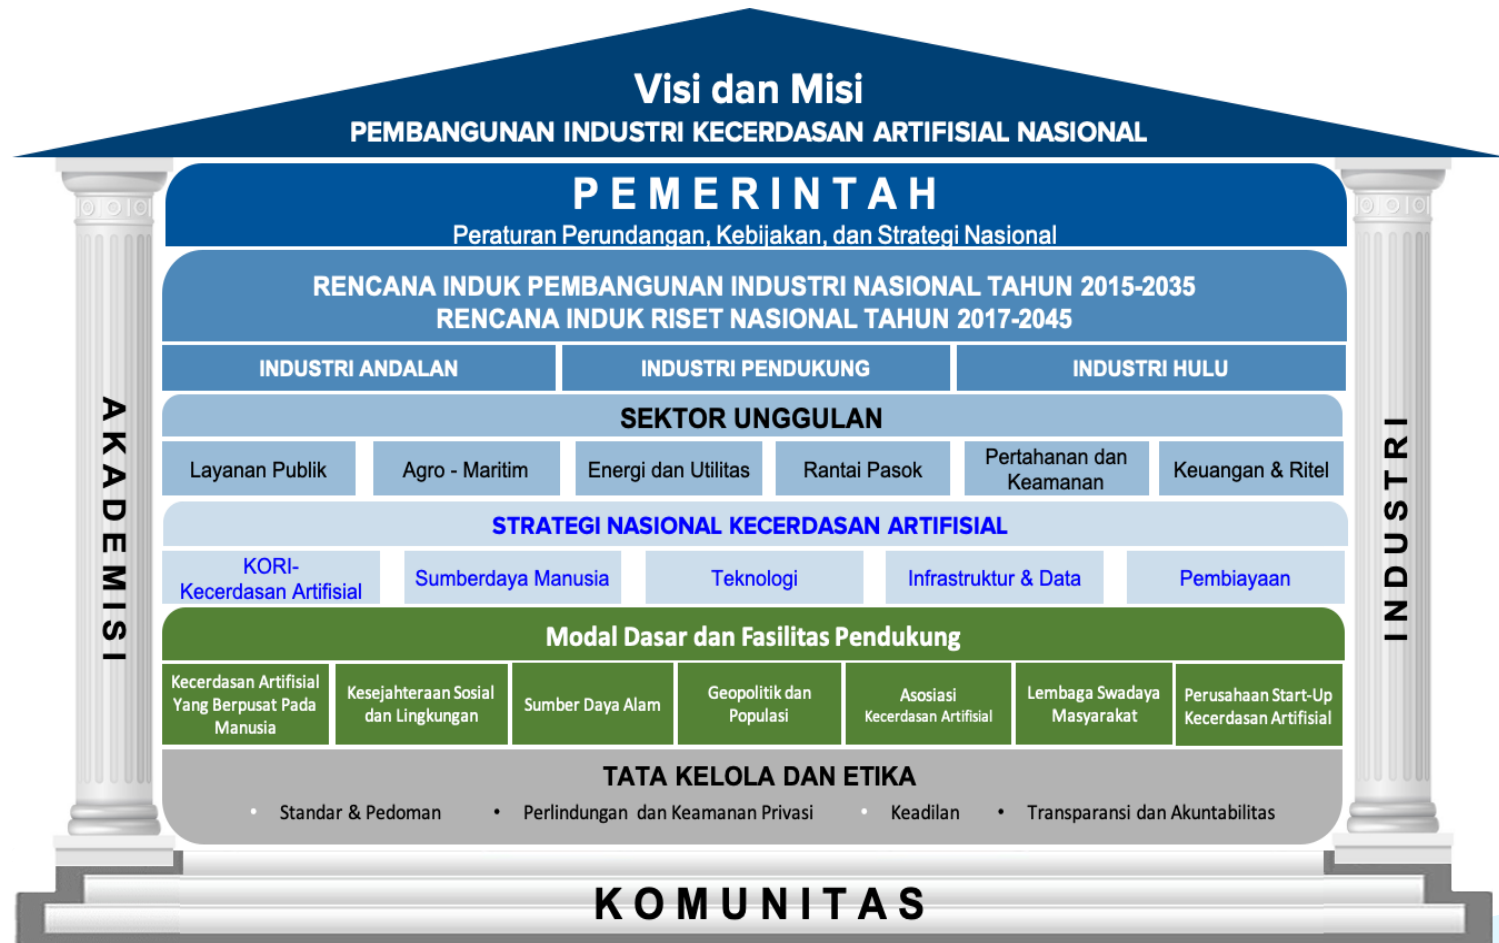 Visi dan Misi
PEMBANGUNAN INDUSTRI KECERDASAN ARTIFISIAL NASIONAL
PEMERINTAH
Peraturan Perundangan, Kebijakan, dan Strategi Nasional
RENCANA INDUK PEMBANGUNAN INDUSTRI NASIONAL TAHUN 2015-2035
RENCANA INDUK RISET NASIONAL TAHUN 2017-2045
INDUSTRI ANDALAN
INDUSTRI PENDUKUNG
INDUSTRI HULU
AKADEMISI
INDUSTRI
SEKTOR UNGGULAN
Layanan Publik
Agro - Maritim
Energi dan Utilitas
Rantai Pasok
Pertahanan dan
Keamanan
Keuangan & Ritel
STRATEGI NASIONAL KECERDASAN ARTIFISIAL
KORI-
Kecerdasan Artifisial
Sumberdaya Manusia
Teknologi
Infrastruktur & Data
Pembiayaan
Modal Dasar dan Fasilitas Pendukung
Kecerdasan Artifisial
Yang Berpusat Pada
Manusia
Kesejahteraan Sosial
dan Lingkungan
Sumber Daya Alam
Geopolitik dan
Populasi
Asosiasi
Kecerdasan Artifisial
Lembaga Swadaya
Masyarakat
Perusahaan Start-Up
Kecerdasan Artifisial
TATA KELOLA DAN ETIKA
• Standar & Pedoman
• Perlindungan dan Keamanan Privasi
• Keadilan
• Transparansi dan Akuntabilitas
KOMUNITAS